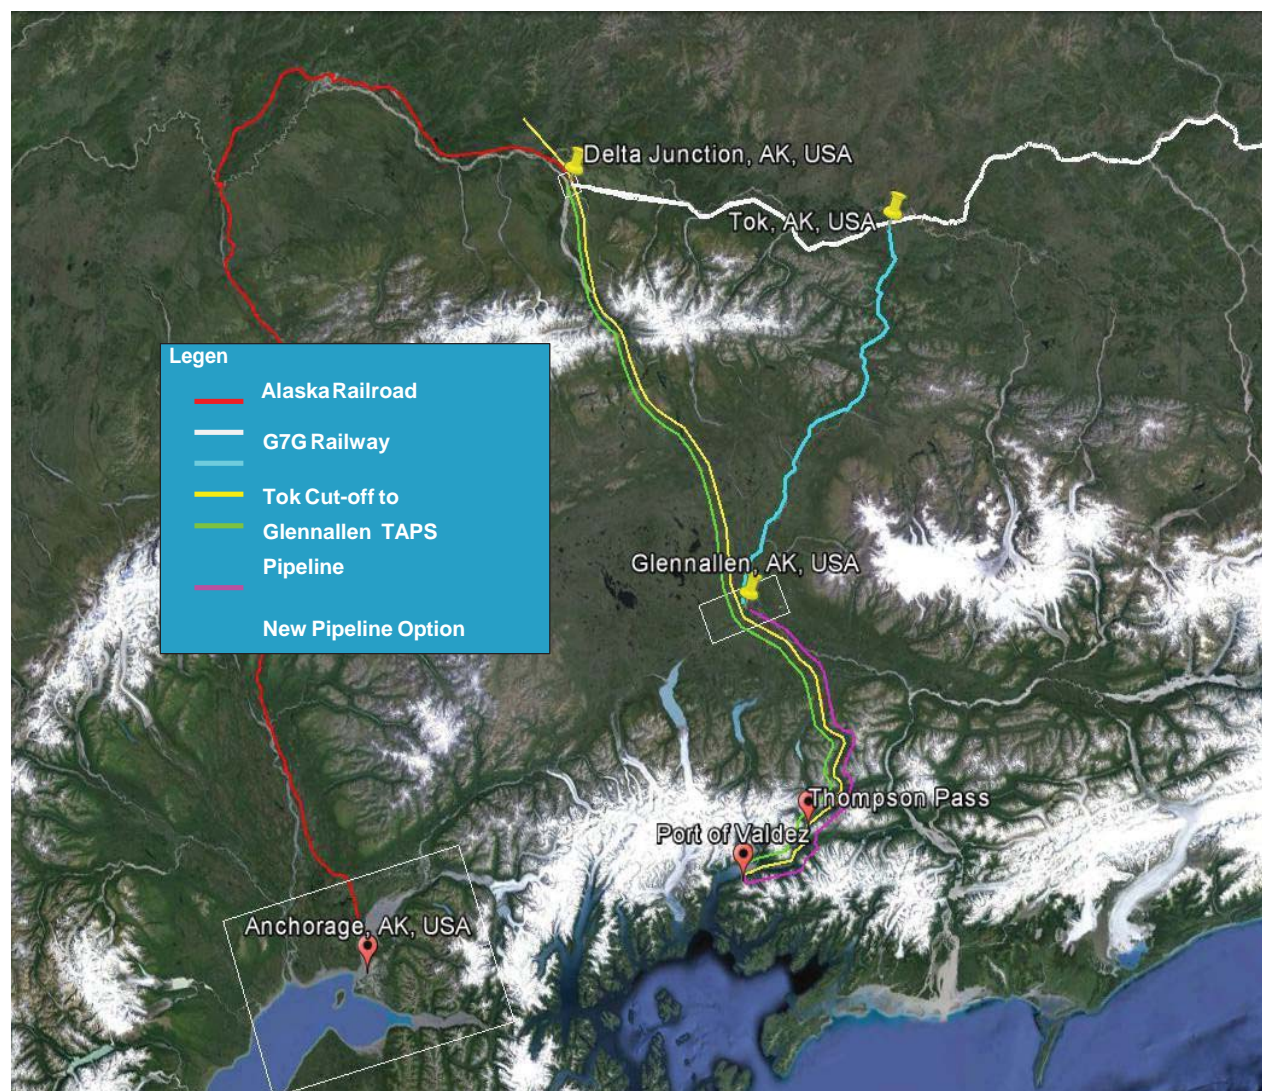 Delta Junction, AK, USA
Tok, AK, USA
Legen
Alaska Railroad
G7G Railway
Tok Cut-off to
Glennallen TAPS
Pipeline
New Pipeline Option
Glennallen, AK, USA
Thompson Pass
Port of Valdez
Anchorage, AK, USA